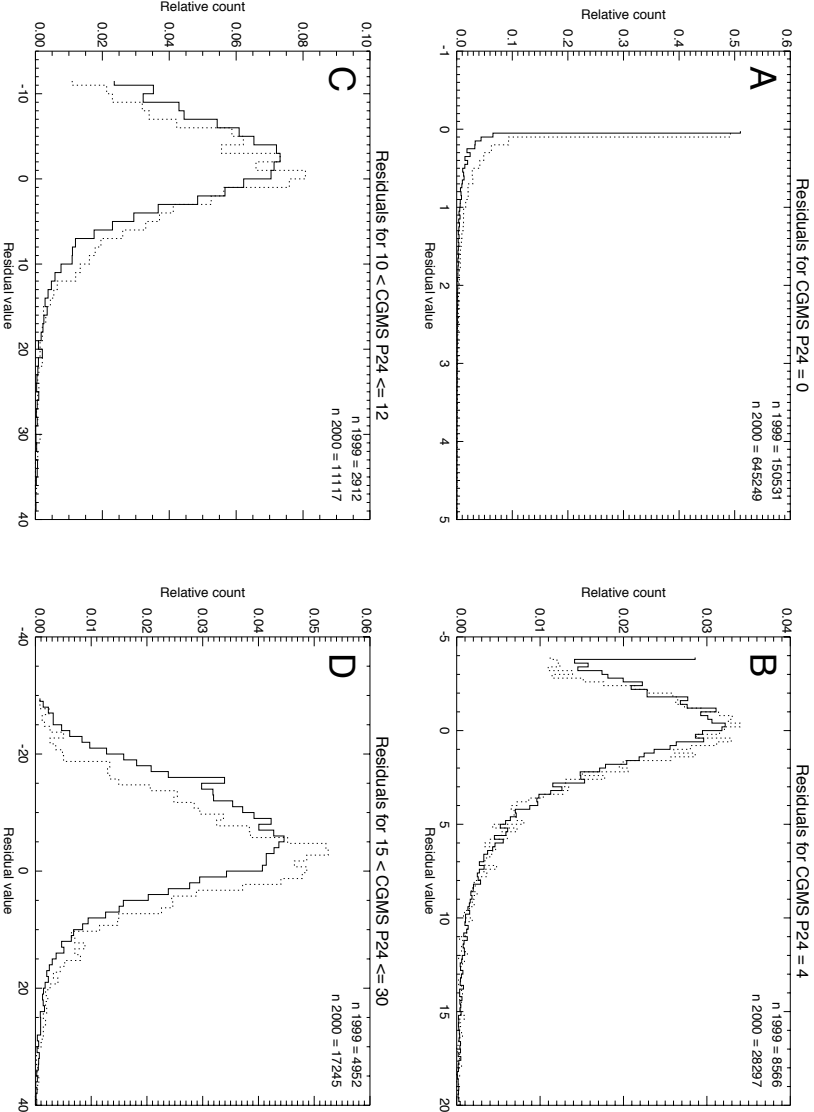 Residuals for CGMS P24 = 0
A
n 1999 = 150531
n 2000 = 645249
Relative count
0.6
0.5
0.4
0.3
0.2
0.1
0.0
-1 0 1 2 3 4 5
Residual value
Residuals for CGMS P24 = 4
B
n 1999 = 8566
n 2000 = 28297
Relative count
0.04
0.03
0.02
0.01
0.00
-5 0 5 10 15 20
Residual value
Residuals for 10 < CGMS P24 <= 12
C
n 1999 = 2912
n 2000 = 11117
Relative count
0.10
0.08
0.06
0.04
0.02
0.00
-10 0 10 20 30 40
Residual value
Residuals for 15 < CGMS P24 <= 30
D
n 1999 = 4952
n 2000 = 17245
Relative count
0.06
0.05
0.04
0.03
0.02
0.01
0.00
-40 -20 0 20 40
Residual value